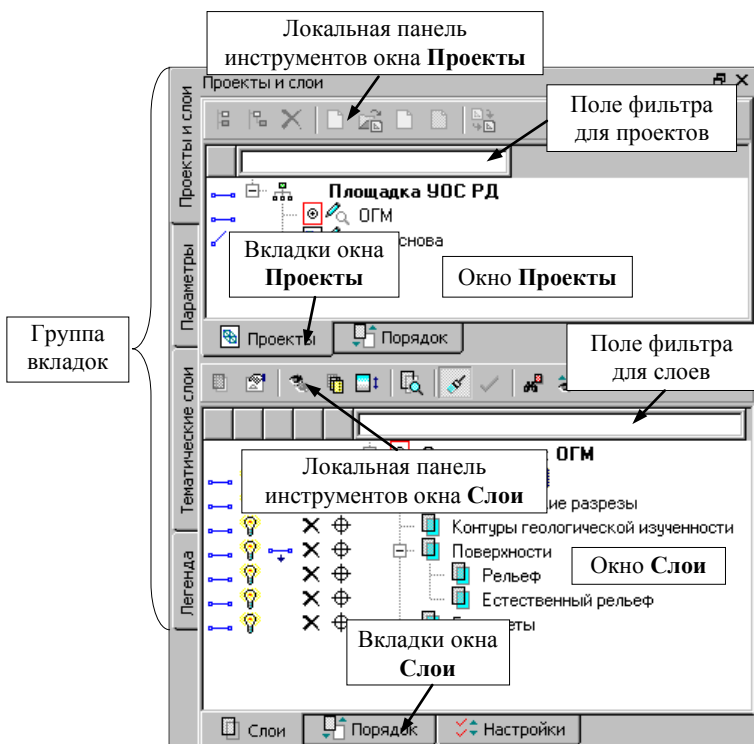 Локальная панель
инструментов окна Проекты
Проекты и слои
Поле фильтра
для проектов
Проекты и слои
Параметры
Тематические слои
Легенда
Группа
вкладок
Площадка УОС РД
ОГМ
снова
Вкладки окна
Проекты
Окно Проекты
Проекты
Порядок
Поле фильтра
для слоев
ОГМ
Локальная панель
инструментов окна Слои
ие разрезы
Контуры геологической изученности
Поверхности
Рельеф
Окно Слои
Естественный рельеф
еты
Вкладки окна
Слои
Слои
Порядок
Настройки